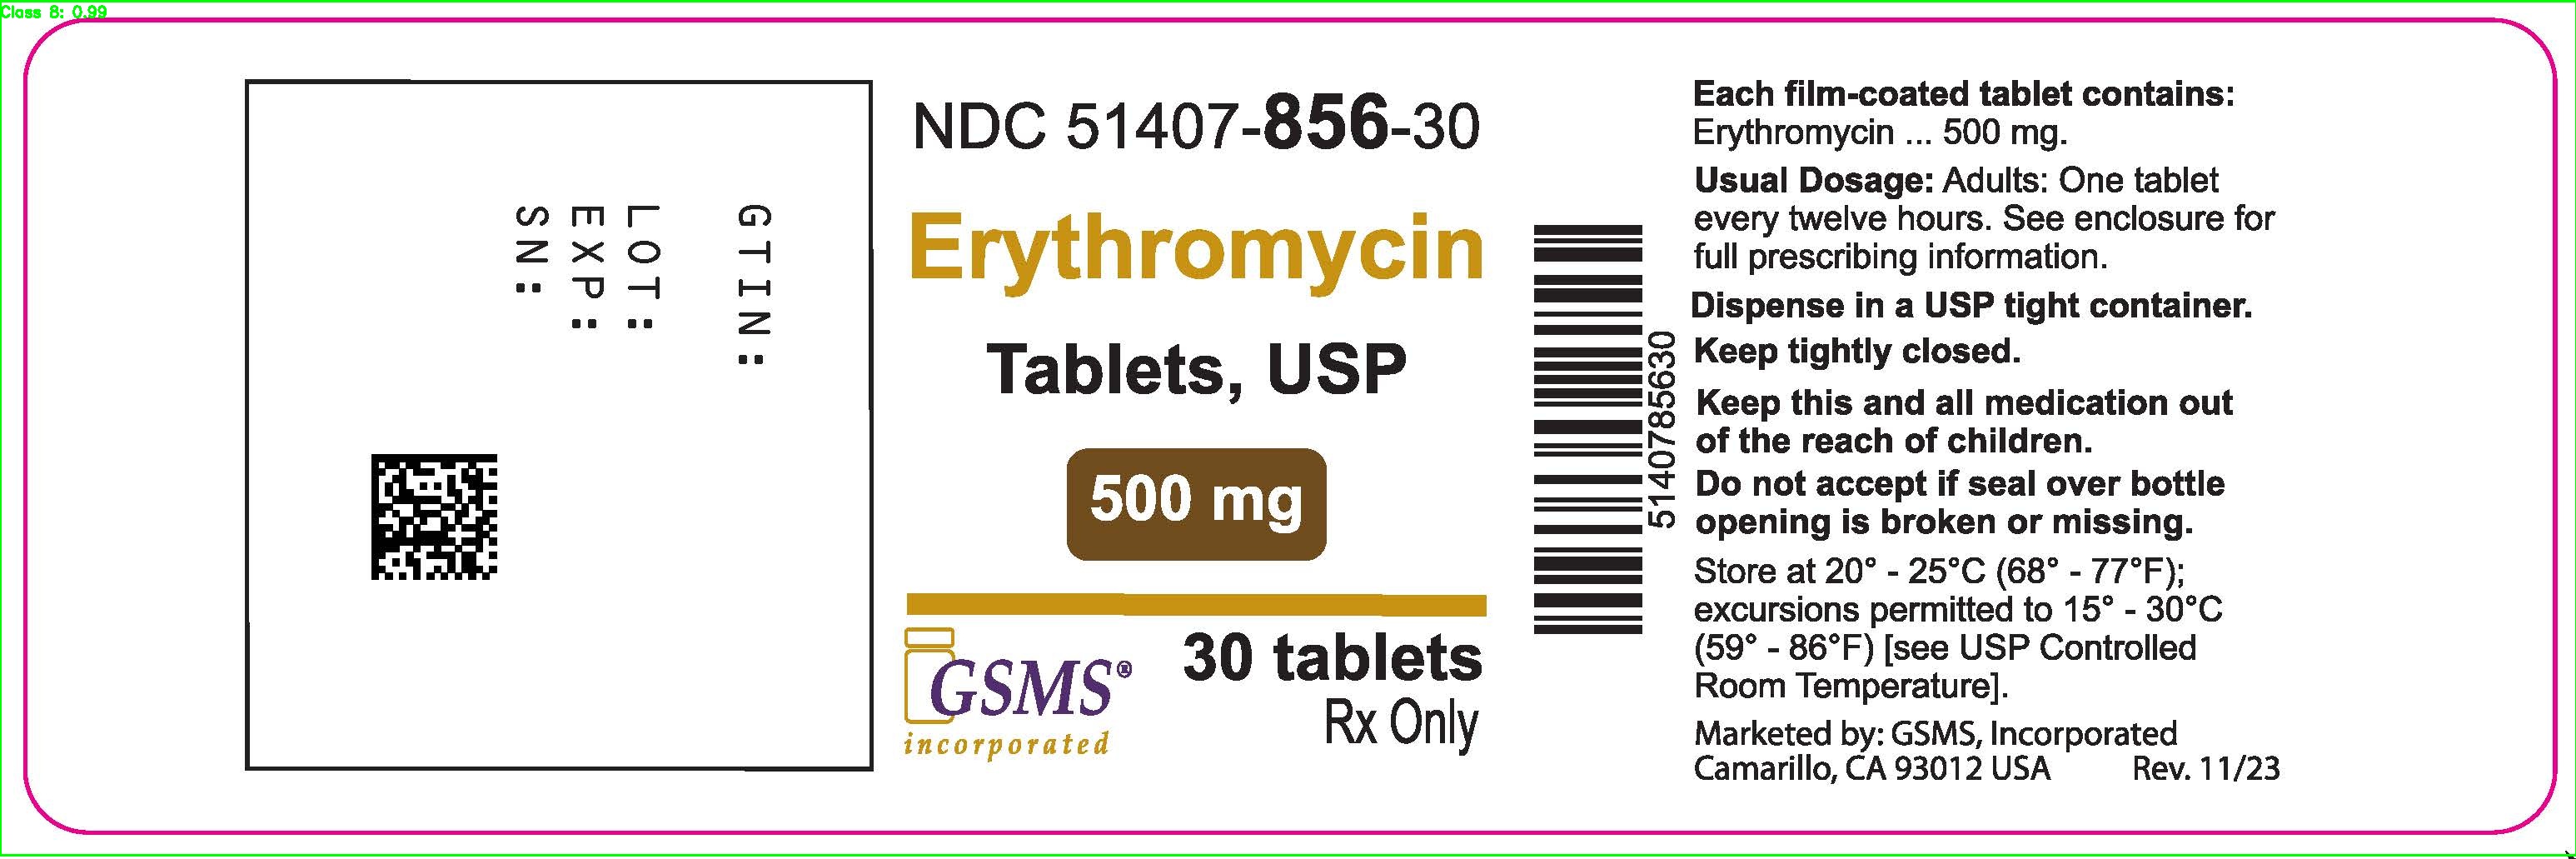 Class 8: 0.99
GTIN:
LOT:
EXP:
SN:
NDC 51407-856-30
Erythromycin
Tablets, USP
500 mg
GSMS®
incorporated
30 tablets
Rx Only
5140785630
Each film-coated tablet contains:
Erythromycin ... 500 mg.
Usual Dosage: Adults: One tablet
every twelve hours. See enclosure for
full prescribing information.
Dispense in a USP tight container.
Keep tightly closed.
Keep this and all medication out
of the reach of children.
Do not accept if seal over bottle
opening is broken or missing.
Store at 20° - 25°C (68° - 77°F);
excursions permitted to 15° - 30°C
(59° - 86°F) [see USP Controlled
Room Temperature].
Marketed by: GSMS, Incorporated
Camarillo, CA 93012 USA Rev. 11/23